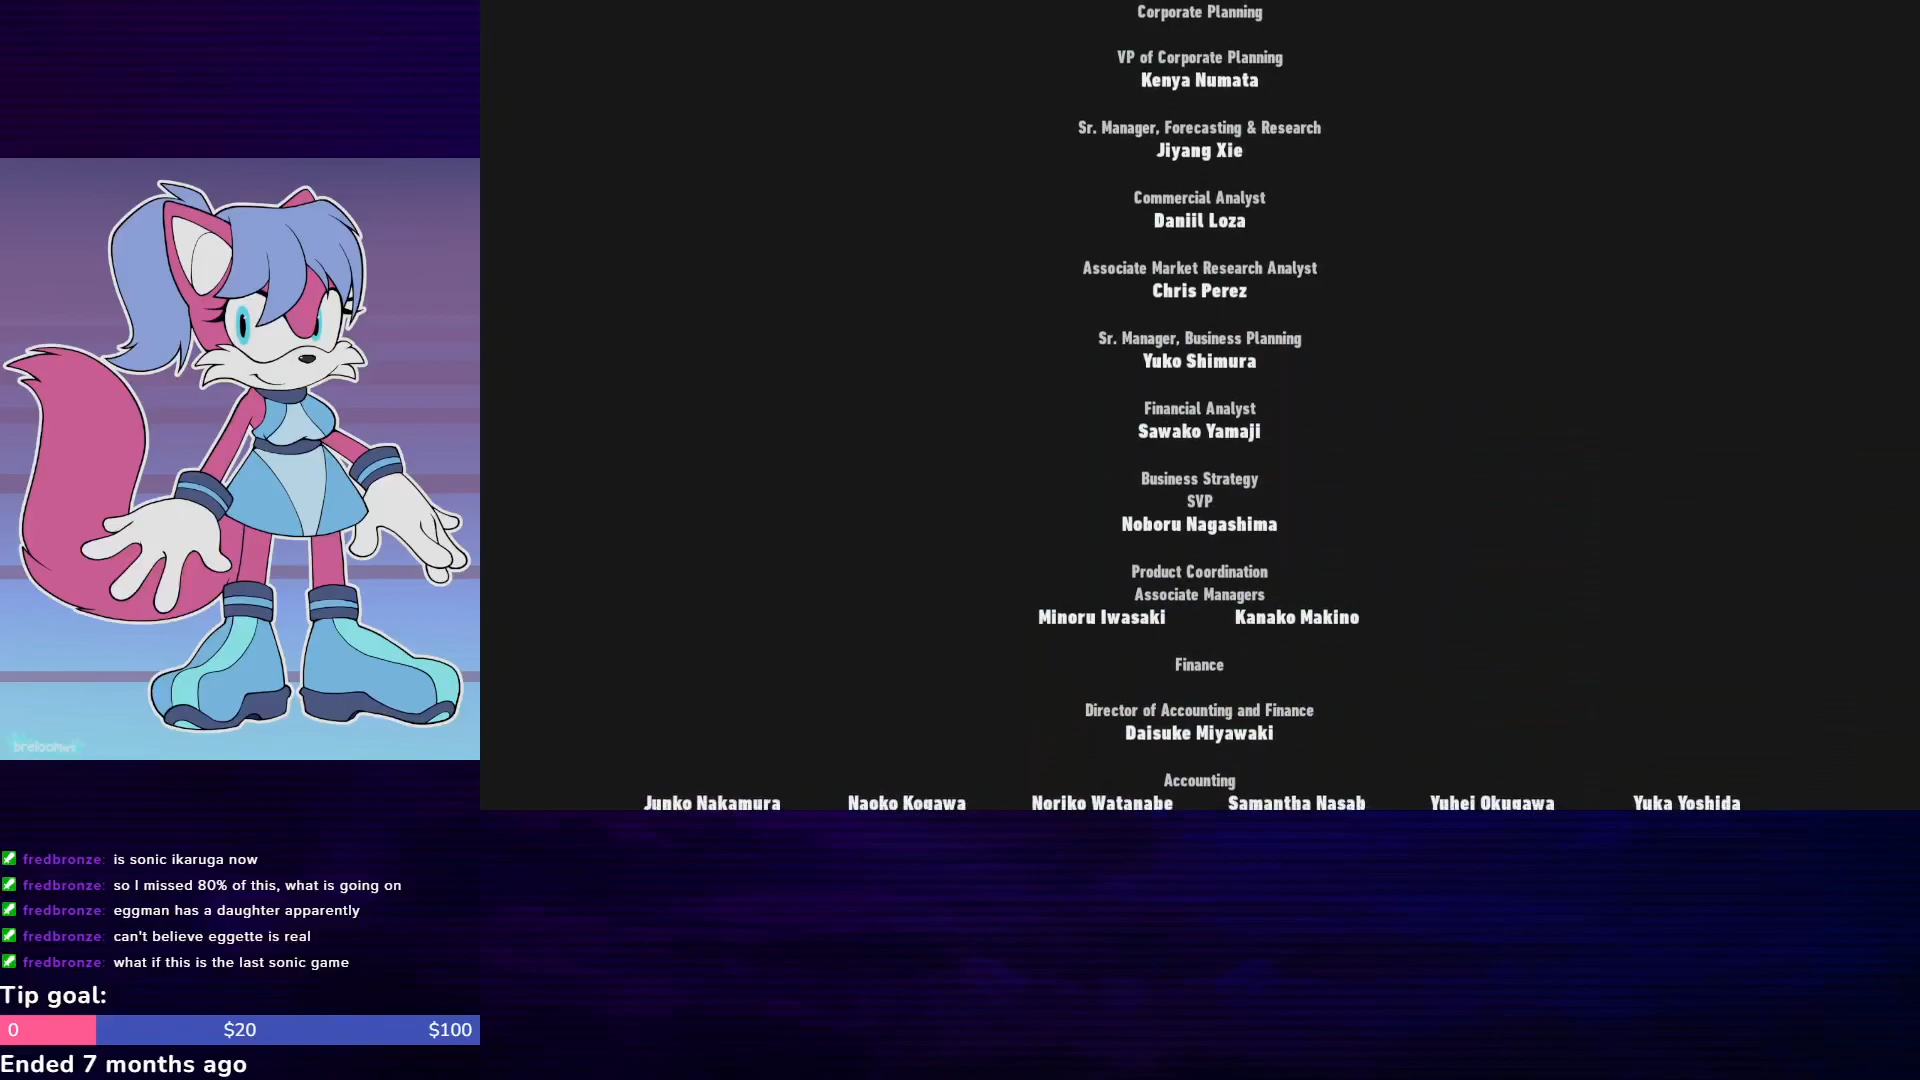 Corporate Planning
VP of Corporate Planning
Kenya Numata
Sr. Manager, Forecasting & Research
Jiyang Xie
Commercial Analyst
Daniil Loza
Associate Market Research Analyst
Chris Perez
Sr. Manager, Business Planning
Yuko Shimura
Financial Analyst
Sawako Yamaji
Business Strategy
SVP
Noboru Nagashima
Product Coordination
Associate Managers
Minoru Iwasaki Kanako Makino
Finance
Director of Accounting and Finance
Daisuke Miyawaki
Accounting
Junko Nakamura Naoko Kogawa Noriko Watanabe Samantha Nasab Yuhei Okugawa Yuka Yoshida
fredbronze: is sonic ikaruga now
fredbronze: so I missed 80% of this, what is going on
fredbronze: eggman has a daughter apparently
fredbronze: can't believe eggette is real
fredbronze: what if this is the last sonic game
Tip goal:
0 $20 $100
Ended 7 months ago